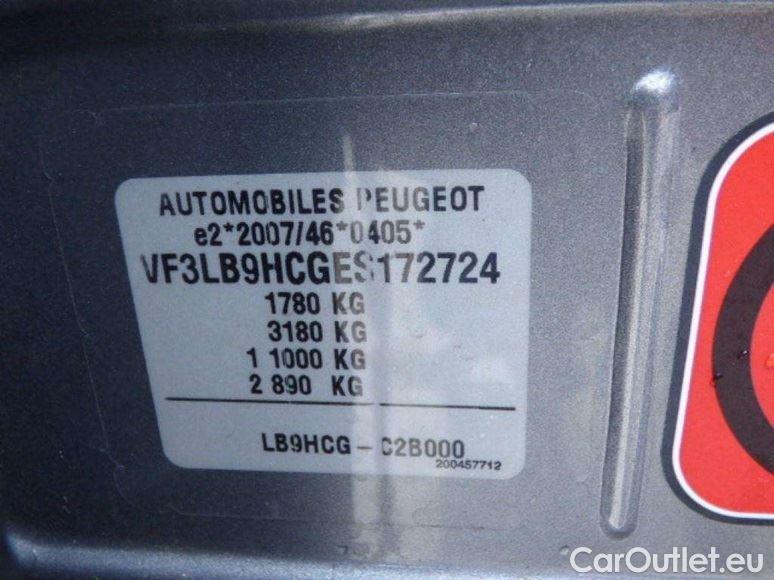 AUTOMOBILES PEUGEOT
e2*2007/46*0405*
VF3LB9HCGES172724
1780 KG
3180 KG
1 1000 KG
2 890 KG
LB9HCG - C2B000
200457712
CarOutlet.eu